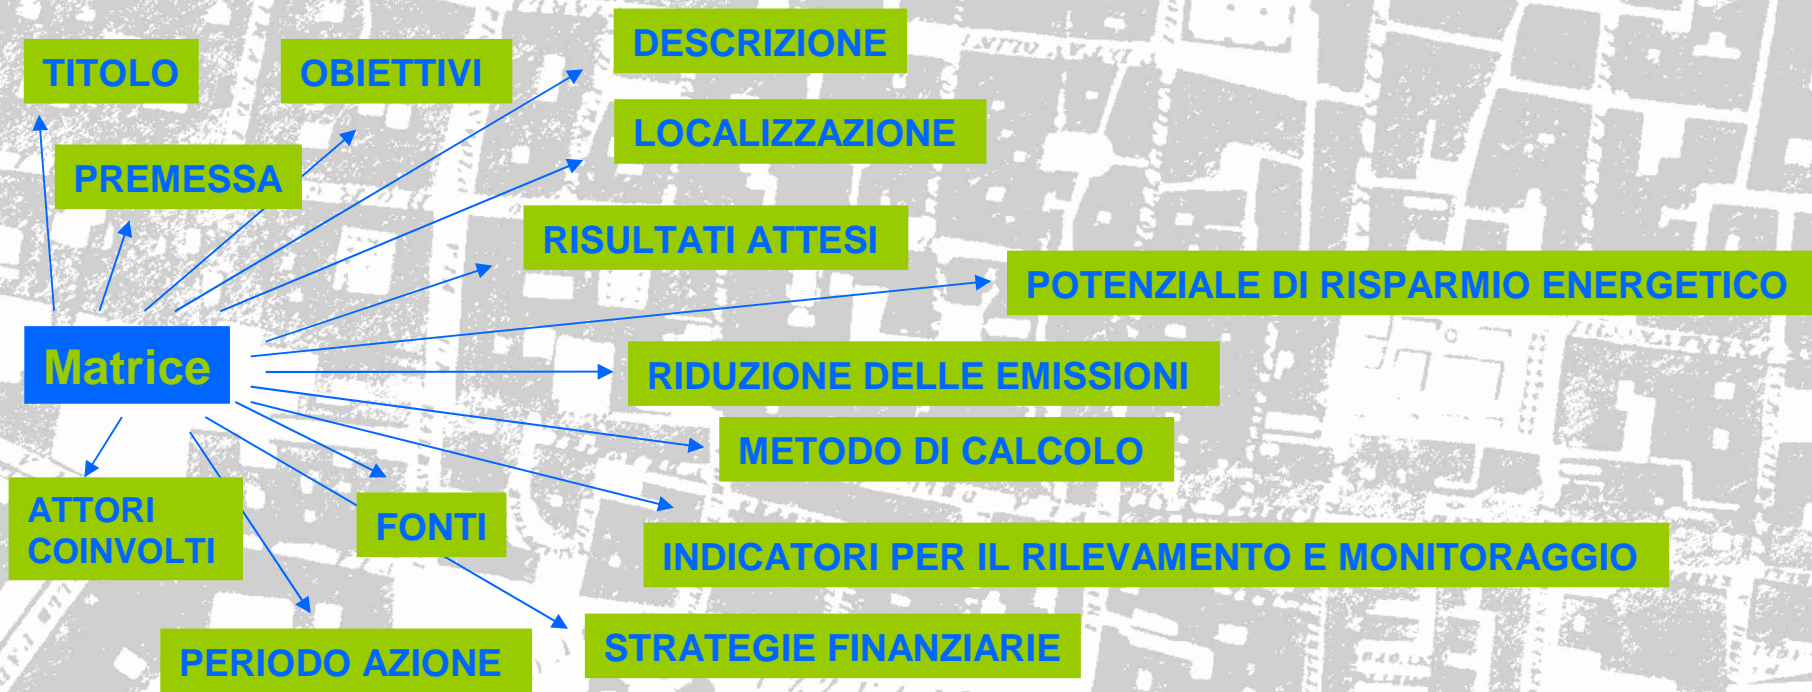 TITOLO
OBIETTIVI
DESCRIZIONE
LOCALIZZAZIONE
PREMESSA
RISULTATI ATTESI
POTENZIALE DI RISPARMIO ENERGETICO
Matrice
RIDUZIONE DELLE EMISSIONI
METODO DI CALCOLO
ATTORI
COINVOLTI
FONTI
INDICATORI PER IL RILEVAMENTO E MONITORAGGIO
STRATEGIE FINANZIARIE
PERIODO AZIONE